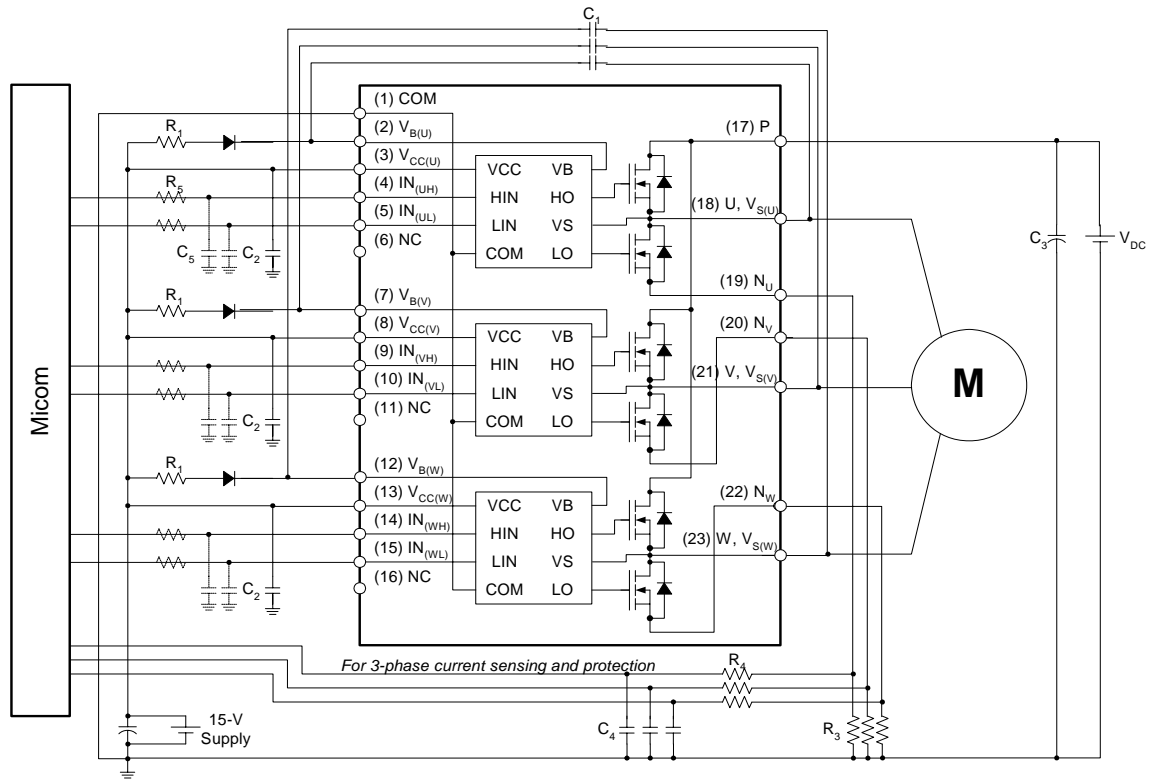 C1
Micom
(1) COM
(2) VB(U)
(3) VCC(U)
(4) IN(UH)
(5) IN(UL)
(6) NC
(7) VB(V)
(8) VCC(V)
(9) IN(VH)
(10) IN(VL)
(11) NC
(12) VB(W)
(13) VCC(W)
(14) IN(WH)
(15) IN(WL)
(16) NC
R1
R5
C5
C2
R1
C2
R1
C2
VCC VB
HIN HO
LIN VS
COM LO
VCC VB
HIN HO
LIN VS
COM LO
VCC VB
HIN HO
LIN VS
COM LO
(17) P
(18) U, VS(U)
(19) NU
(20) NV
(21) V, VS(V)
(22) NW
(23) W, VS(W)
C3
VDC
M
For 3-phase current sensing and protection
R4
15-V
Supply
C4
R3